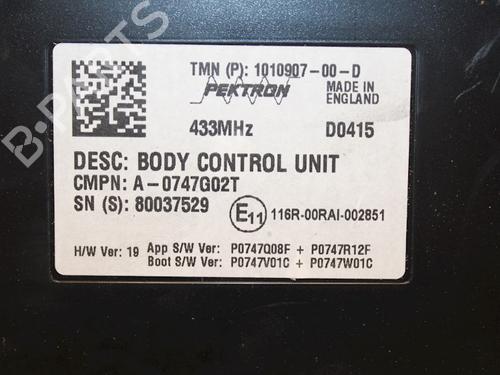 TMN (P): 1010907-00-D
PEKTRON
MADE IN
ENGLAND
433MHz
D0415
DESC: BODY CONTROL UNIT
CMPN: A-0747G02T
SN (S): 80037529
E11 116R-00RAI-002851
H/W Ver: 19
App S/W Ver: P0747Q08F + P0747R12F
Boot S/W Ver: P0747V01C + P0747W01C
B-PARTS